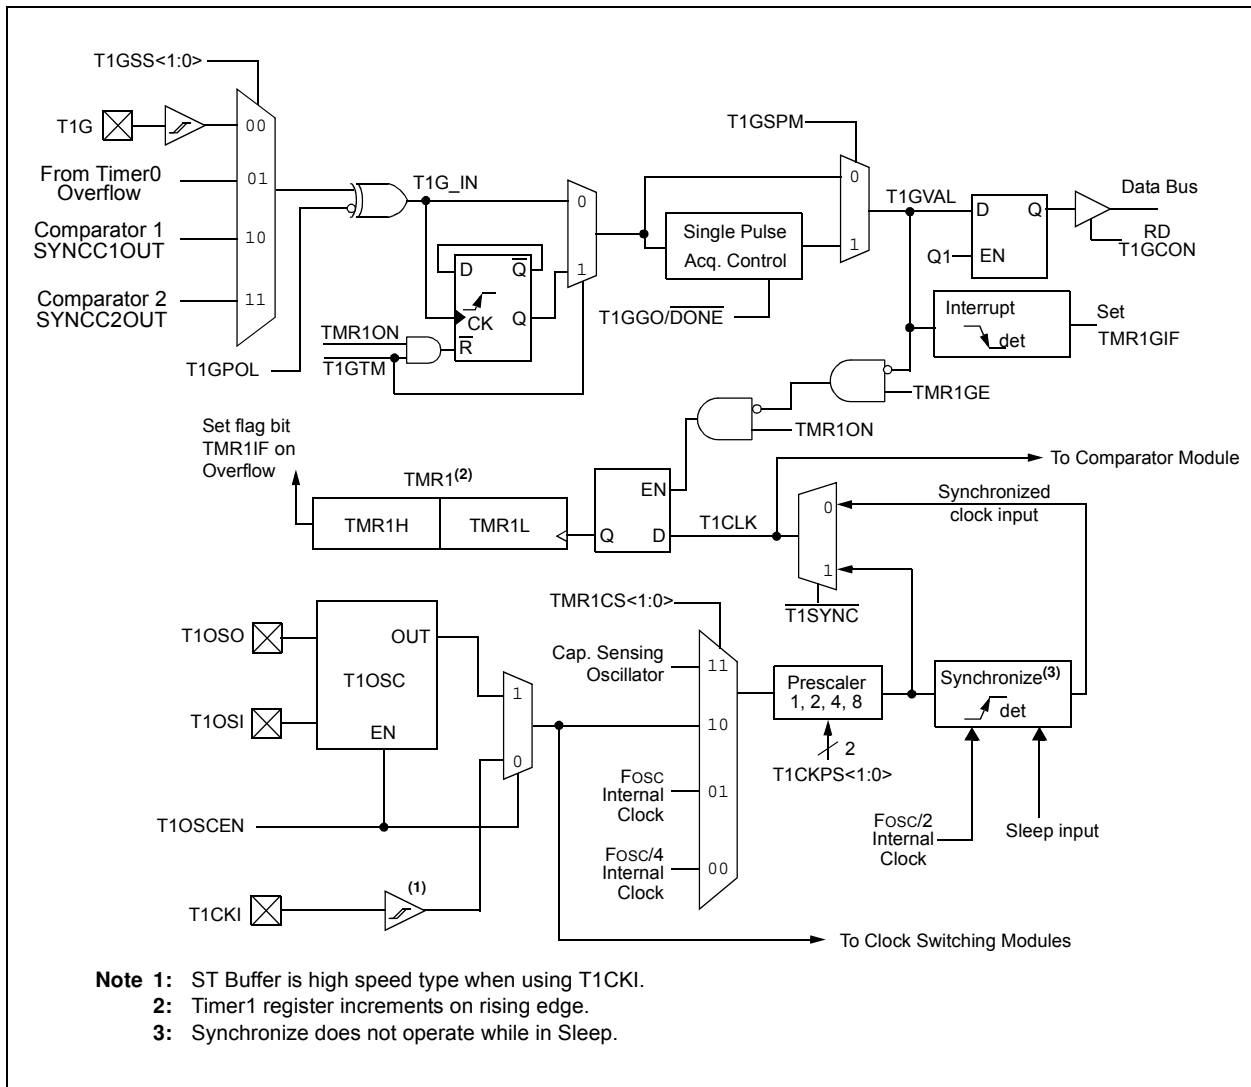 T1GSS<1:0>
T1G
00
From Timer0
Overflow
01
Comparator 1
SYNCC1OUT
10
Comparator 2
SYNCC2OUT
11
T1GPOL
T1G_IN
0
1
D
Q
CK
Q
R
TMR1ON
T1GTM
T1GSPM
0
1
Single Pulse
Acq. Control
T1GGO/DONE
T1GVAL
D
Q
Q1
EN
Data Bus
RD
T1GCON
Interrupt
det
Set
TMR1GIF
TMR1GE
TMR1ON
Set flag bit
TMR1IF on
Overflow
TMR1(2)
TMR1H
TMR1L
EN
Q
D
T1CLK
To Comparator Module
0
1
Synchronized
clock input
T1SYNC
T1OSO
T1OSI
OUT
T1OSC
EN
1
0
T1OSCEN
T1CKI
(1)
TMR1CS<1:0>
Cap. Sensing
Oscillator
11
10
FOSC
Internal
Clock
01
FOSC/4
Internal
Clock
00
Prescaler
1, 2, 4, 8
2
T1CKPS<1:0>
Synchronize(3)
det
FOSC/2
Internal
Clock
Sleep input
To Clock Switching Modules
Note 1: ST Buffer is high speed type when using T1CKI.
2: Timer1 register increments on rising edge.
3: Synchronize does not operate while in Sleep.